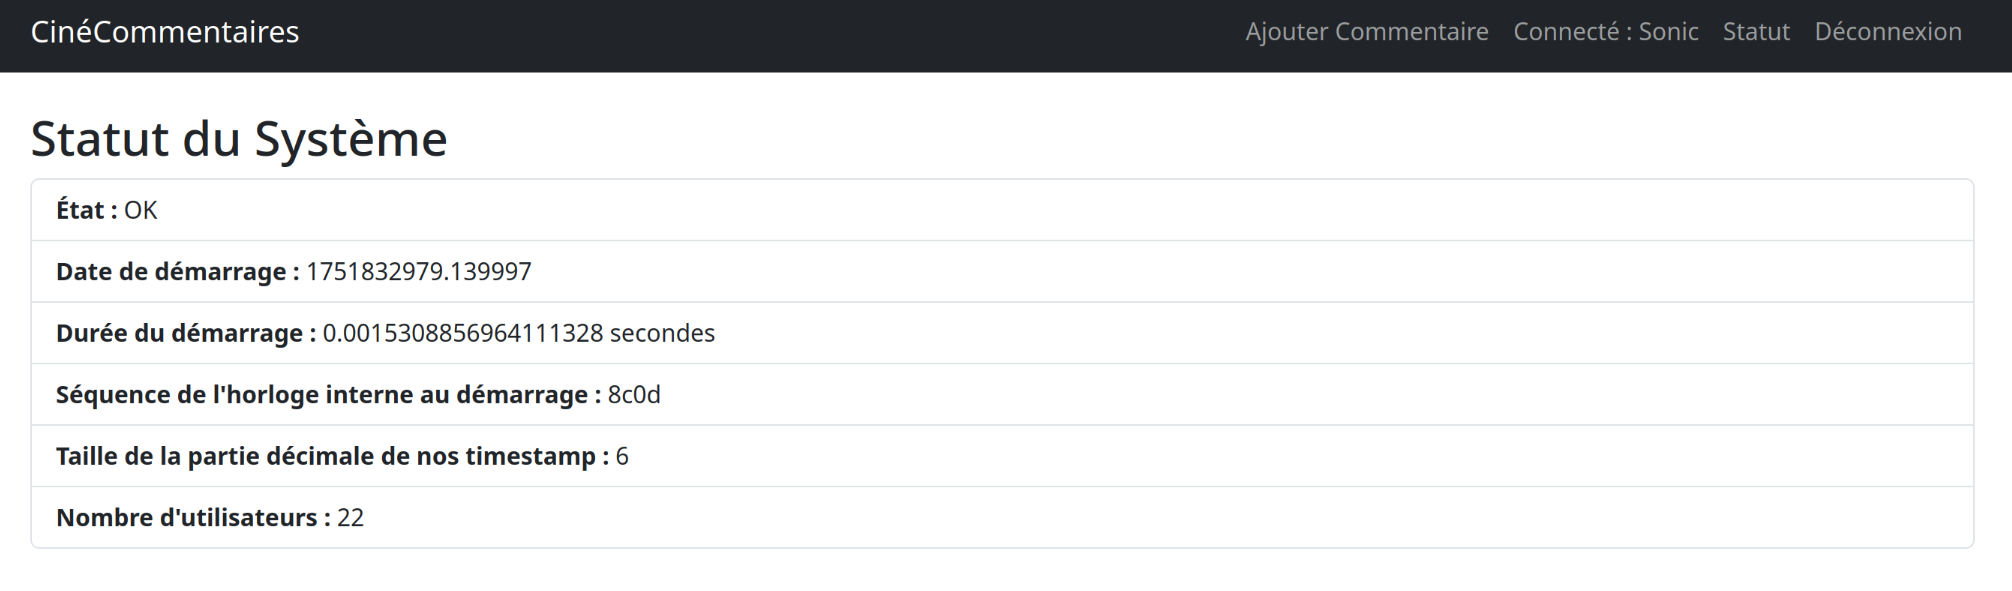 CinéCommentaires
Ajouter Commentaire Connecté : Sonic Statut Déconnexion
Statut du Système
État : OK
Date de démarrage : 1751832979.139997
Durée du démarrage : 0.0015308856964111328 secondes
Séquence de l'horloge interne au démarrage : 8c0d
Taille de la partie décimale de nos timestamp : 6
Nombre d'utilisateurs : 22